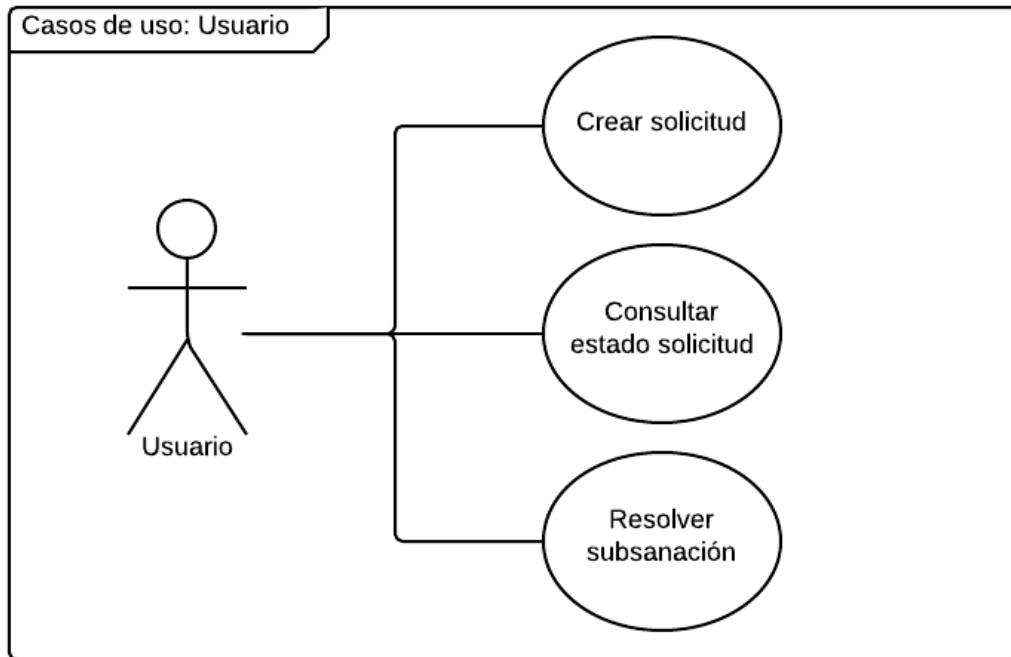 Casos de uso: Usuario
Crear solicitud
Consultar
estado solicitud
Usuario
Resolver
subsanación